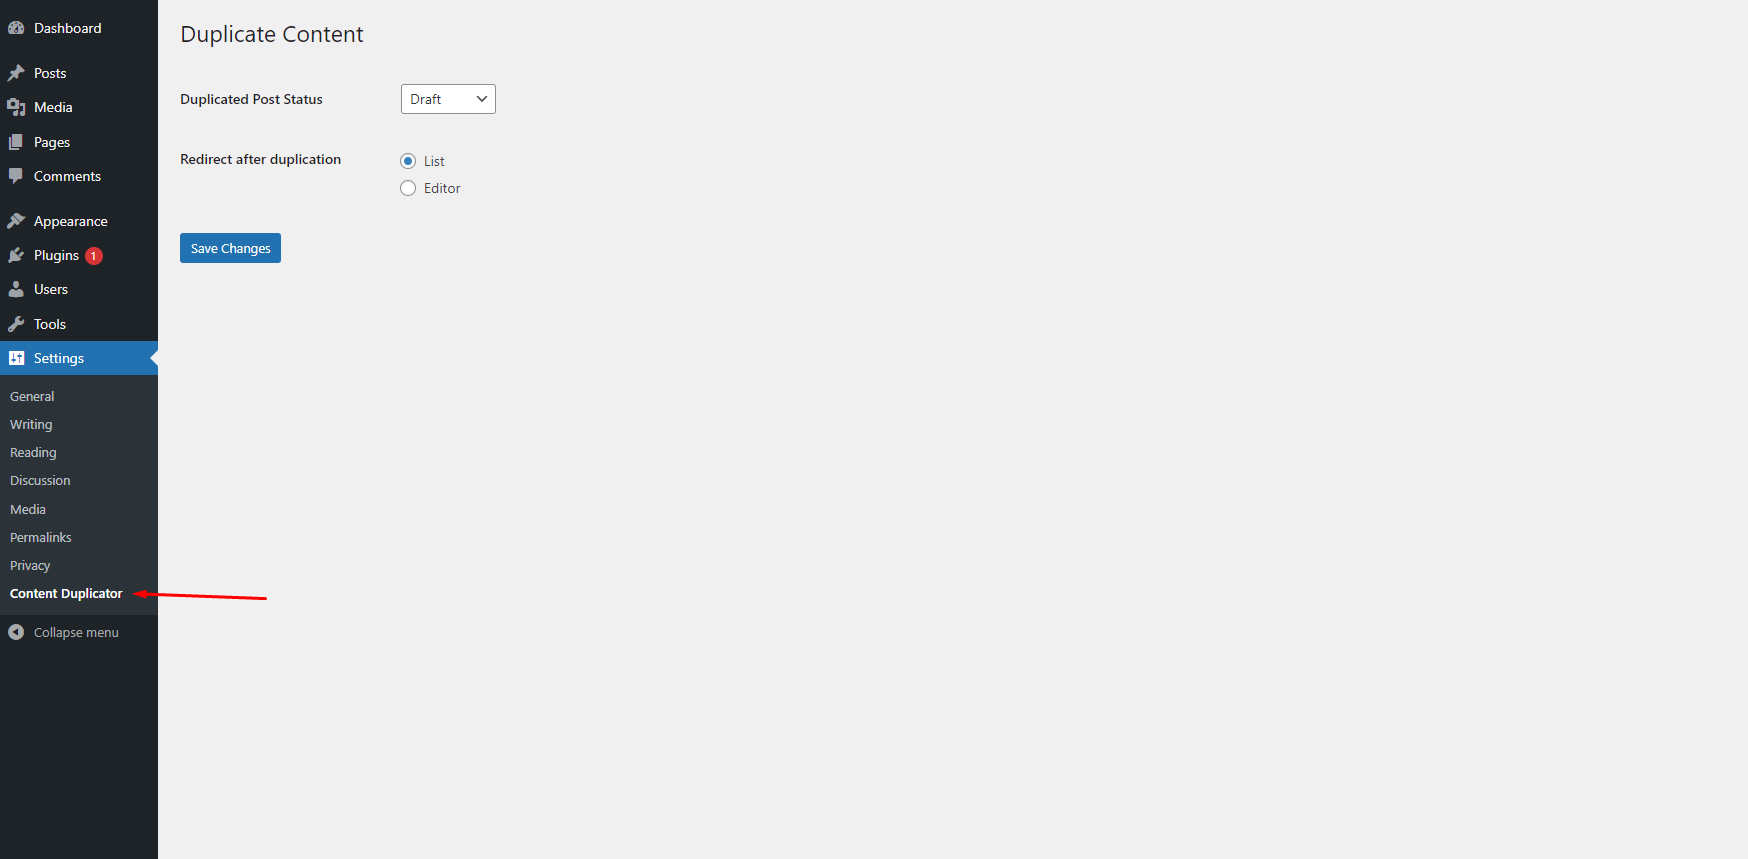 Dashboard
Posts
Media
Pages
Comments
Appearance
Plugins 1
Users
Tools
Settings
General
Writing
Reading
Discussion
Media
Permalinks
Privacy
Content Duplicator
Collapse menu
Duplicate Content
Duplicated Post Status Draft
Redirect after duplication List
Editor
Save Changes